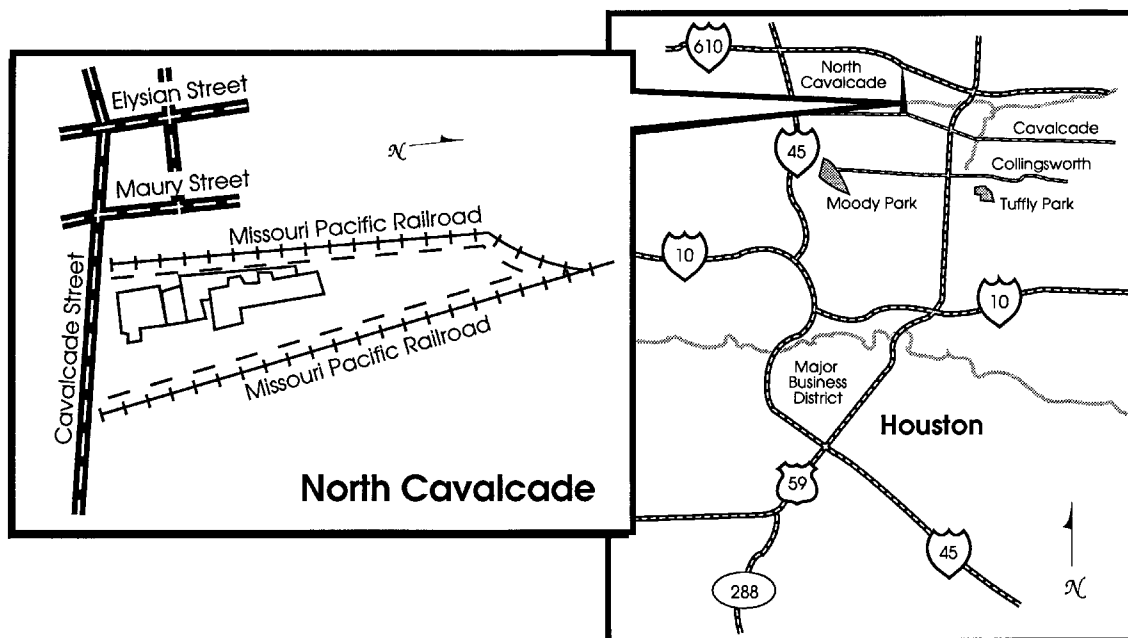 Elysian Street
Maury Street
N
Missouri Pacific Railroad
Cavalcade Street
Missouri Pacific Railroad
North Cavalcade
610
North
Cavalcade
Cavalcade
45
Collingsworth
Moody Park
Tuffly Park
10
10
Major
Business
District
Houston
59
45
288
N